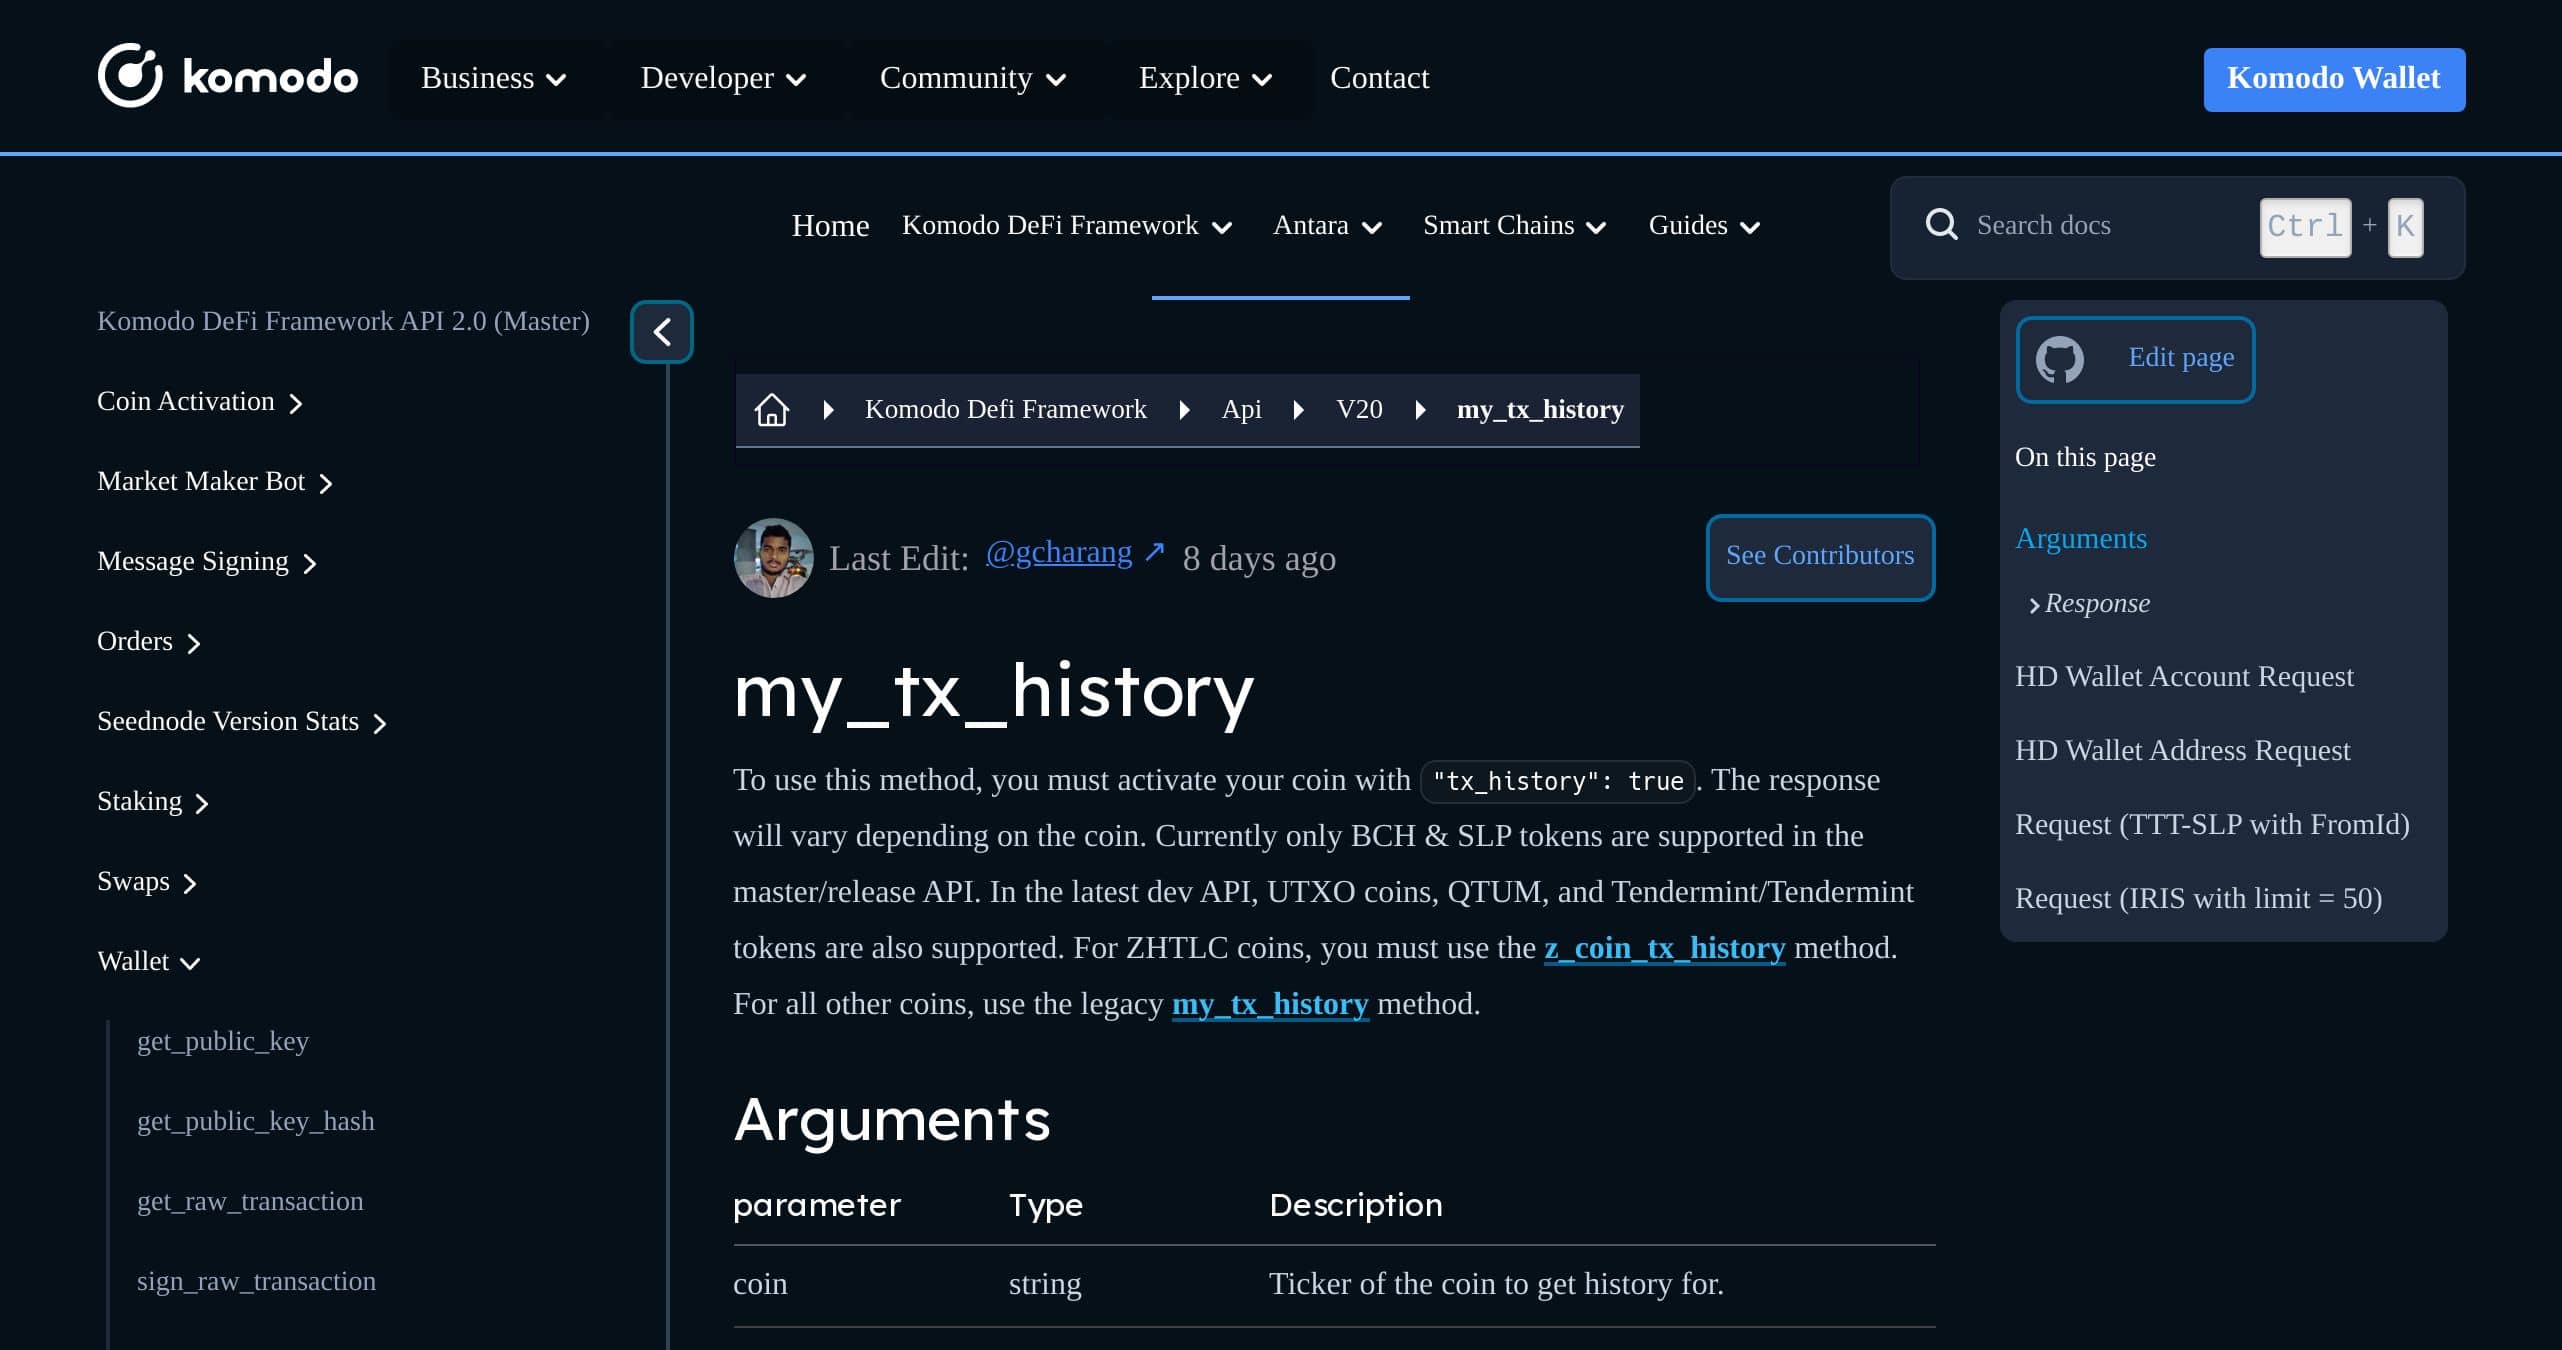 komodo Business Developer Community Explore Contact Komodo Wallet
Home Komodo DeFi Framework Antara Smart Chains Guides Search docs Ctrl + K
Komodo DeFi Framework API 2.0 (Master)
Coin Activation
Market Maker Bot
Message Signing
Orders
Seednode Version Stats
Staking
Swaps
Wallet
get_public_key
get_public_key_hash
get_raw_transaction
sign_raw_transaction
Komodo Defi Framework Api V20 my_tx_history
Last Edit: @gcharang ↗ 8 days ago See Contributors
my_tx_history
To use this method, you must activate your coin with "tx_history": true. The response
will vary depending on the coin. Currently only BCH & SLP tokens are supported in the
master/release API. In the latest dev API, UTXO coins, QTUM, and Tendermint/Tendermint
tokens are also supported. For ZHTLC coins, you must use the z_coin_tx_history method.
For all other coins, use the legacy my_tx_history method.
Arguments
parameter Type Description
coin string Ticker of the coin to get history for.
Edit page
On this page
Arguments
Response
HD Wallet Account Request
HD Wallet Address Request
Request (TTT-SLP with FromId)
Request (IRIS with limit = 50)